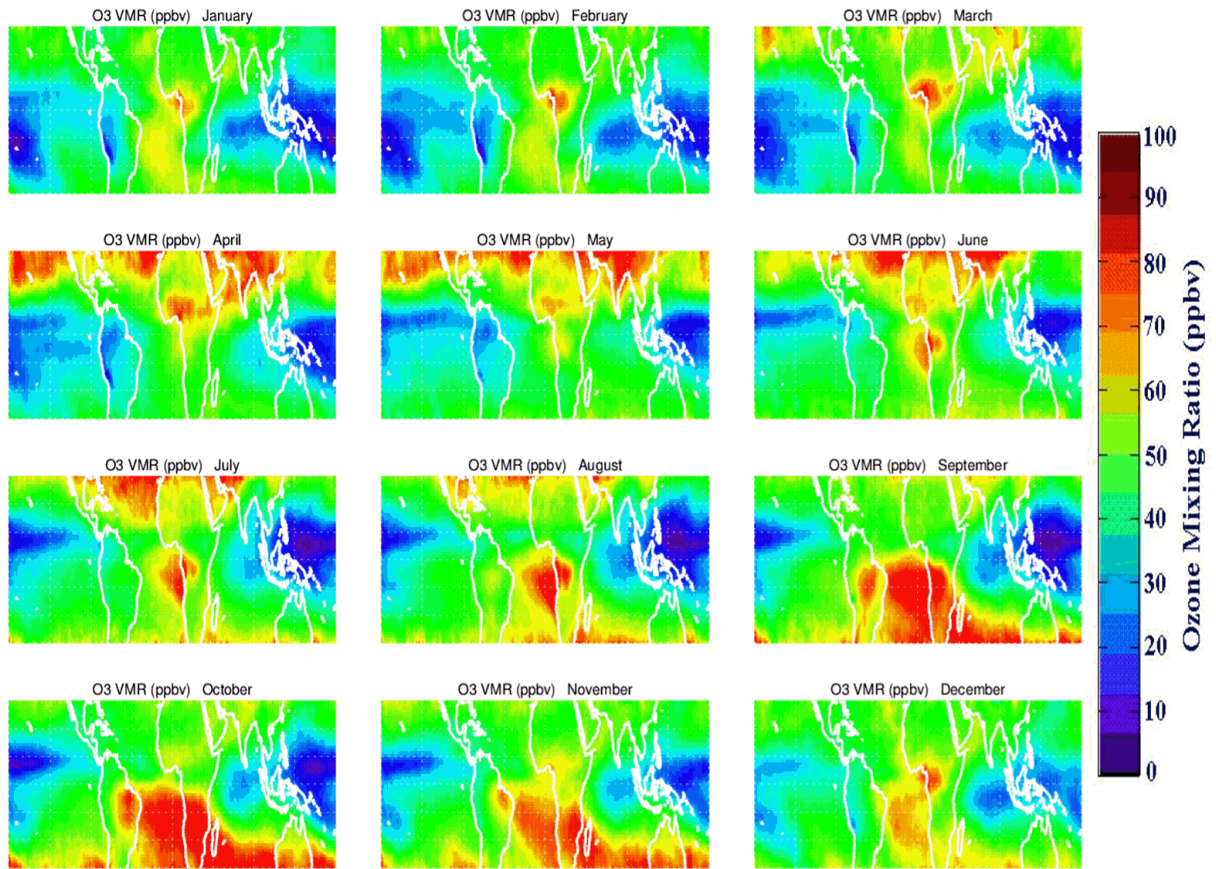 O3 VMR (ppbv) January
O3 VMR (ppbv) February
O3 VMR (ppbv) March
O3 VMR (ppbv) April
O3 VMR (ppbv) May
O3 VMR (ppbv) June
O3 VMR (ppbv) July
O3 VMR (ppbv) August
O3 VMR (ppbv) September
O3 VMR (ppbv) October
O3 VMR (ppbv) November
O3 VMR (ppbv) December
100
90
80
70
60
50
40
30
20
10
0
Ozone Mixing Ratio (ppbv)